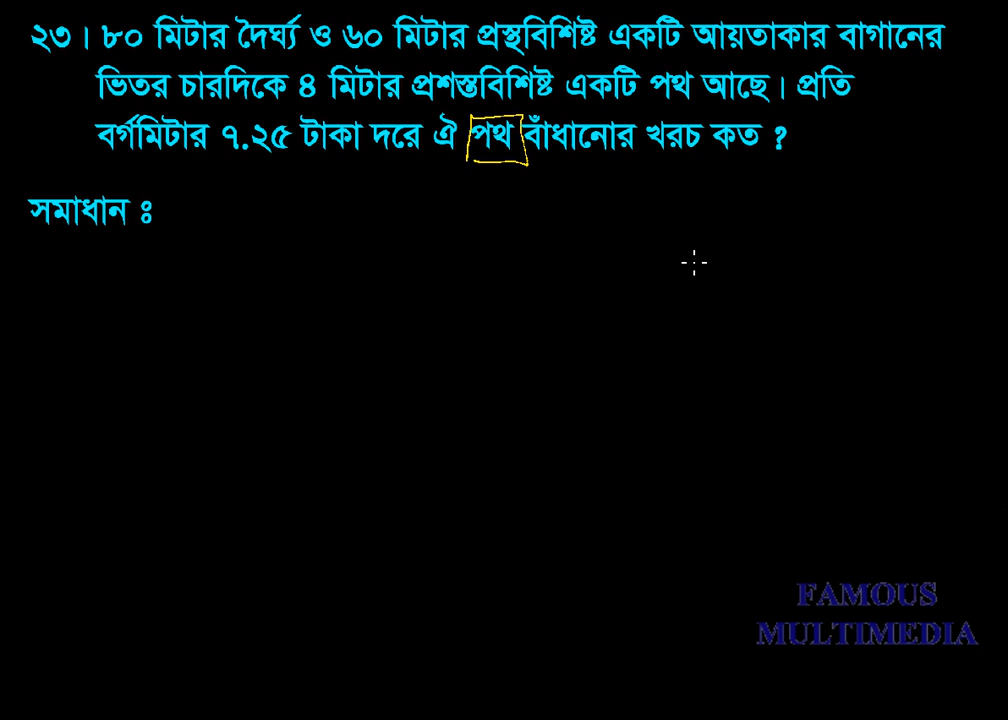 ২৩। ৮০ মিটার দৈর্ঘ্য ও ৬০ মিটার প্রস্থবিশিষ্ট একটি আয়তাকার বাগানের
ভিতর চারদিকে ৪ মিটার প্রশস্তবিশিষ্ট একটি পথ আছে। প্রতি
বর্গমিটার ৭.২৫ টাকা দরে ঐ পথ বাঁধানোর খরচ কত ?
সমাধান ঃ
FAMOUS
MULTIMEDIA